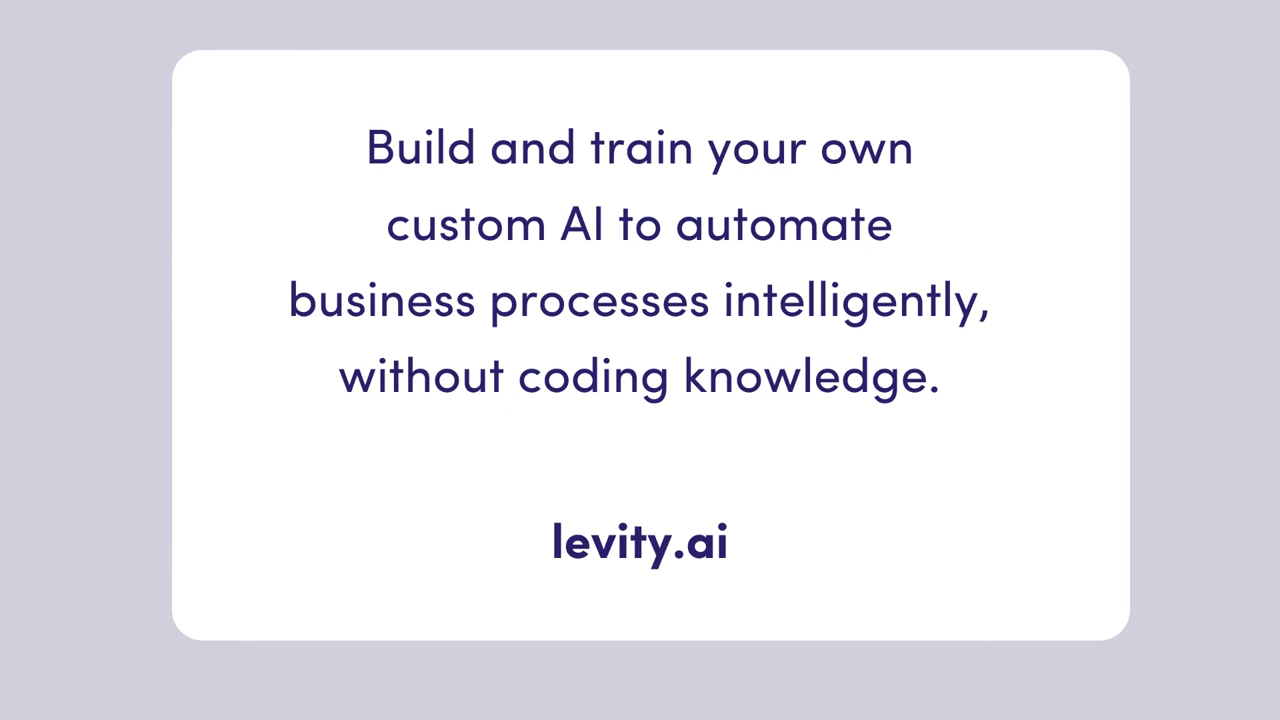 Build and train your own
custom AI to automate
business processes intelligently,
without coding knowledge.
levity.ai